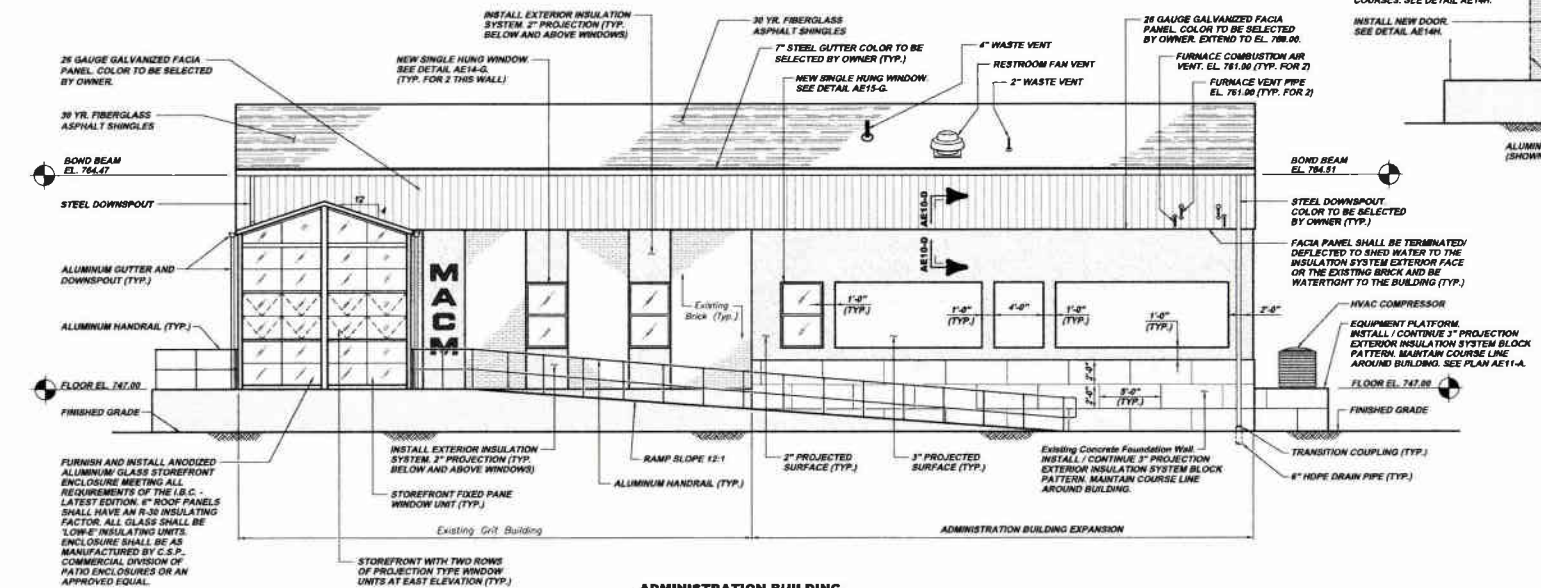 INSTALL EXTERIOR INSULATION
SYSTEM. 2" PROJECTION (TYP.
BELOW AND ABOVE WINDOWS)
30 YR. FIBERGLASS
ASPHALT SHINGLES
26 GAUGE GALVANIZED FACIA
PANEL. COLOR TO BE SELECTED
BY OWNER. EXTEND TO EL. 760.00.
INSTALL NEW DOOR.
SEE DETAIL AE14H.
26 GAUGE GALVANIZED FACIA
PANEL. COLOR TO BE SELECTED
BY OWNER.
NEW SINGLE HUNG WINDOW.
SEE DETAIL AE14-G.
(TYP. FOR 2 THIS WALL)
7" STEEL GUTTER COLOR TO BE
SELECTED BY OWNER (TYP.)
NEW SINGLE HUNG WINDOW.
SEE DETAIL AE15-G.
4" WASTE VENT
RESTROOM FAN VENT
2" WASTE VENT
FURNACE COMBUSTION AIR
VENT. EL. 761.00 (TYP. FOR 2)
FURNACE VENT PIPE
EL. 761.00 (TYP. FOR 2)
30 YR. FIBERGLASS
ASPHALT SHINGLES
ALUMIN
(SHOWN
BOND BEAM
EL. 764.47
BOND BEAM
EL. 764.51
STEEL DOWNSPOUT
12
4
AE10-D
AE10-D
STEEL DOWNSPOUT.
COLOR TO BE SELECTED
BY OWNER (TYP.)
FACIA PANEL SHALL BE TERMINATED/
DEFLECTED TO SHED WATER TO THE
INSULATION SYSTEM EXTERIOR FACE
OR THE EXISTING BRICK AND BE
WATERTIGHT TO THE BUILDING (TYP.)
ALUMINUM GUTTER AND
DOWNSPOUT (TYP.)
MACM
Existing
Brick (Typ.)
1'-0"
(TYP.)
1'-0"
(TYP.)
4'-0"
1'-0"
(TYP.)
1'-0"
(TYP.)
2'-0"
HVAC COMPRESSOR
ALUMINUM HANDRAIL (TYP.)
EQUIPMENT PLATFORM.
INSTALL / CONTINUE 3" PROJECTION
EXTERIOR INSULATION SYSTEM BLOCK
PATTERN. MAINTAIN COURSE LINE
AROUND BUILDING. SEE PLAN AE11-A.
FLOOR EL. 747.00
2'-0"
2'-0"
5'-0"
(TYP.)
FLOOR EL. 747.00
FINISHED GRADE
FINISHED GRADE
FURNISH AND INSTALL ANODIZED
ALUMINUM/ GLASS STOREFRONT
ENCLOSURE MEETING ALL
REQUIREMENTS OF THE I.B.C. -
LATEST EDITION. 6" ROOF PANELS
SHALL HAVE AN R-30 INSULATING
FACTOR. ALL GLASS SHALL BE
"LOW-E" INSULATING UNITS.
ENCLOSURE SHALL BE AS
MANUFACTURED BY C.S.P.,
COMMERCIAL DIVISION OF
PATIO ENCLOSURES OR AN
APPROVED EQUAL.
INSTALL EXTERIOR INSULATION
SYSTEM. 2" PROJECTION (TYP.
BELOW AND ABOVE WINDOWS)
STOREFRONT FIXED PANE
WINDOW UNIT (TYP.)
RAMP SLOPE 12:1
ALUMINUM HANDRAIL (TYP.)
2" PROJECTED
SURFACE (TYP.)
3" PROJECTED
SURFACE (TYP.)
Existing Concrete Foundation Wall.
INSTALL / CONTINUE 3" PROJECTION
EXTERIOR INSULATION SYSTEM BLOCK
PATTERN. MAINTAIN COURSE LINE
AROUND BUILDING.
TRANSITION COUPLING (TYP.)
6" HDPE DRAIN PIPE (TYP.)
Existing Grit Building
ADMINISTRATION BUILDING EXPANSION
STOREFRONT WITH TWO ROWS
OF PROJECTION TYPE WINDOW
UNITS AT EAST ELEVATION (TYP.)